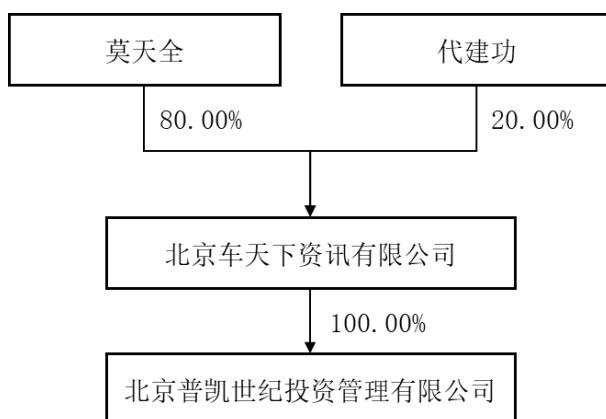 莫天全
代建功
80.00%
20.00%
北京车天下资讯有限公司
100.00%
北京普凯世纪投资管理有限公司